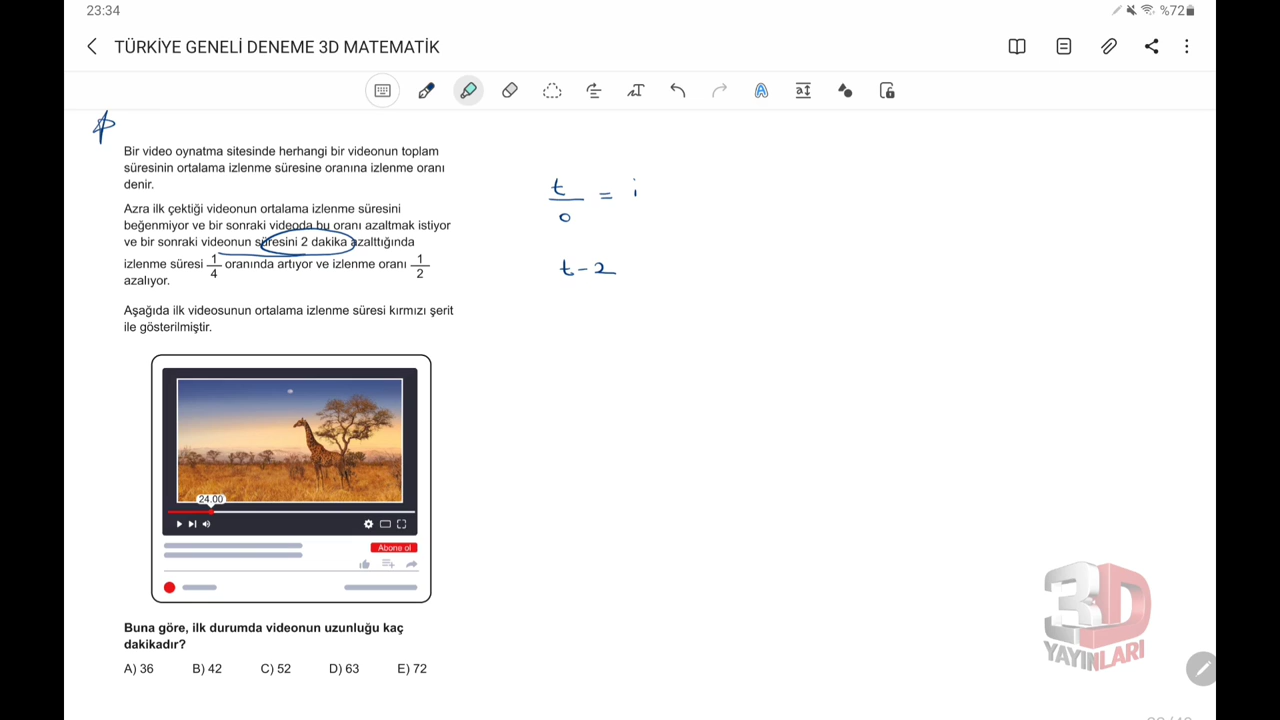 23:34
%72
TÜRKİYE GENELİ DENEME 3D MATEMATİK
Bir video oynatma sitesinde herhangi bir videonun toplam
süresinin ortalama izlenme süresine oranına izlenme oranı
denir.
Azra ilk çektiği videonun ortalama izlenme süresini
beğenmiyor ve bir sonraki videoda bu oranı azaltmak istiyor
ve bir sonraki videonun süresini 2 dakika azalttığında
izlenme süresi 1/4 oranında artıyor ve izlenme oranı 1/2
azalıyor.
Aşağıda ilk videosunun ortalama izlenme süresi kırmızı şerit
ile gösterilmiştir.
24.00
Abone ol
Buna göre, ilk durumda videonun uzunluğu kaç
dakikadır?
A) 36 B) 42 C) 52 D) 63 E) 72
t/o = i
t - 2
3D
YAYINLARI